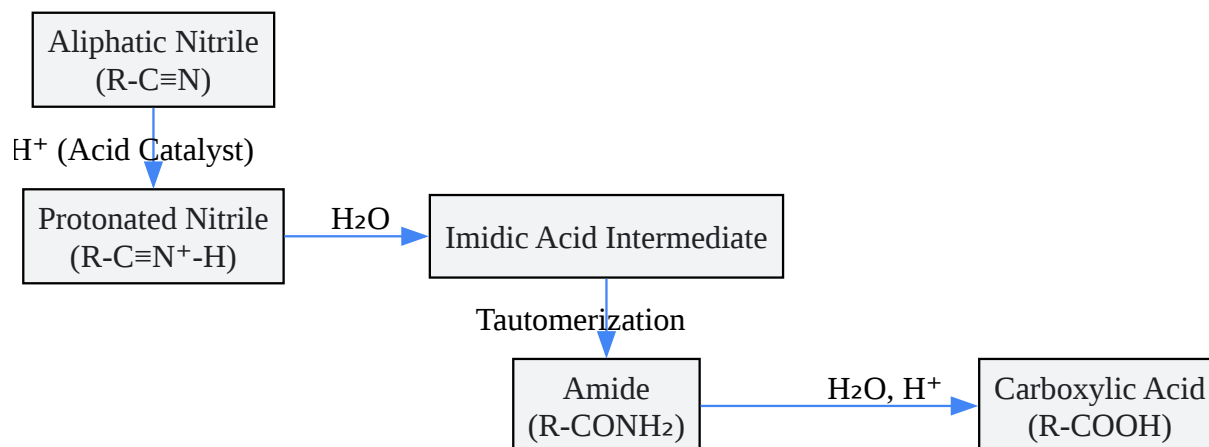 Aliphatic Nitrile
(R-C≡N)
H⁺ (Acid Catalyst)
Protonated Nitrile
(R-C≡N⁺-H)
H₂O
Imidic Acid Intermediate
Tautomerization
Amide
(R-CONH₂)
H₂O, H⁺
Carboxylic Acid
(R-COOH)